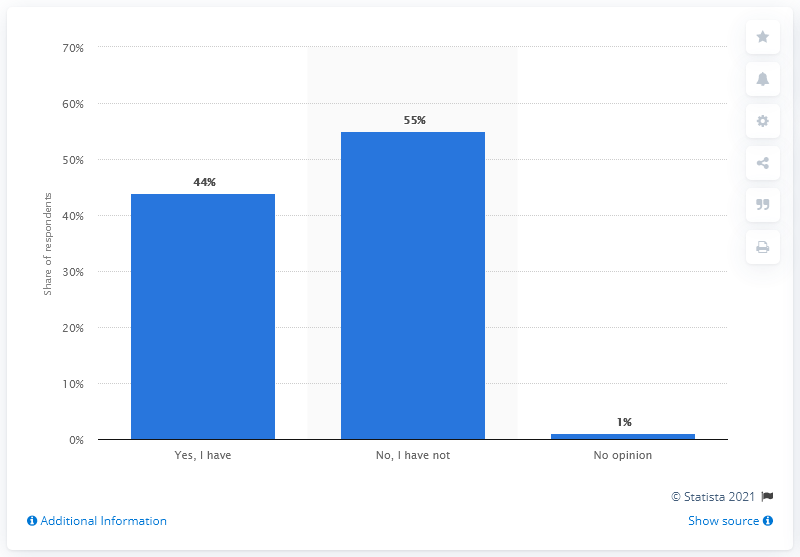 70%
60%
50%
40%
30%
20%
10%
0%
Share of respondents
44%
55%
1%
Yes, I have
No, I have not
No opinion
© Statista 2021
Additional Information
Show source